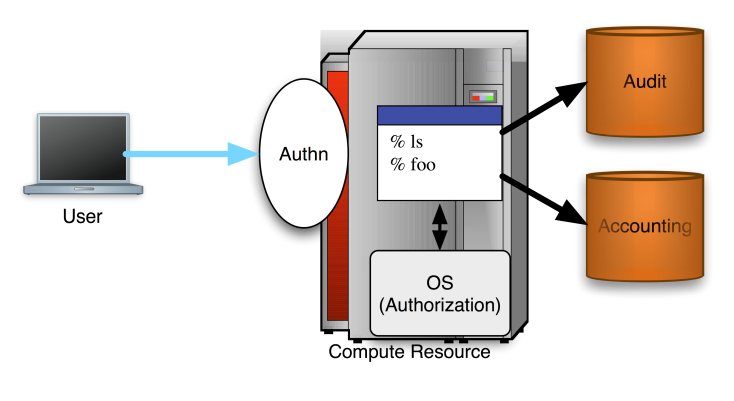 User
Authn
% ls
% foo
OS
(Authorization)
Compute Resource
Audit
Accounting